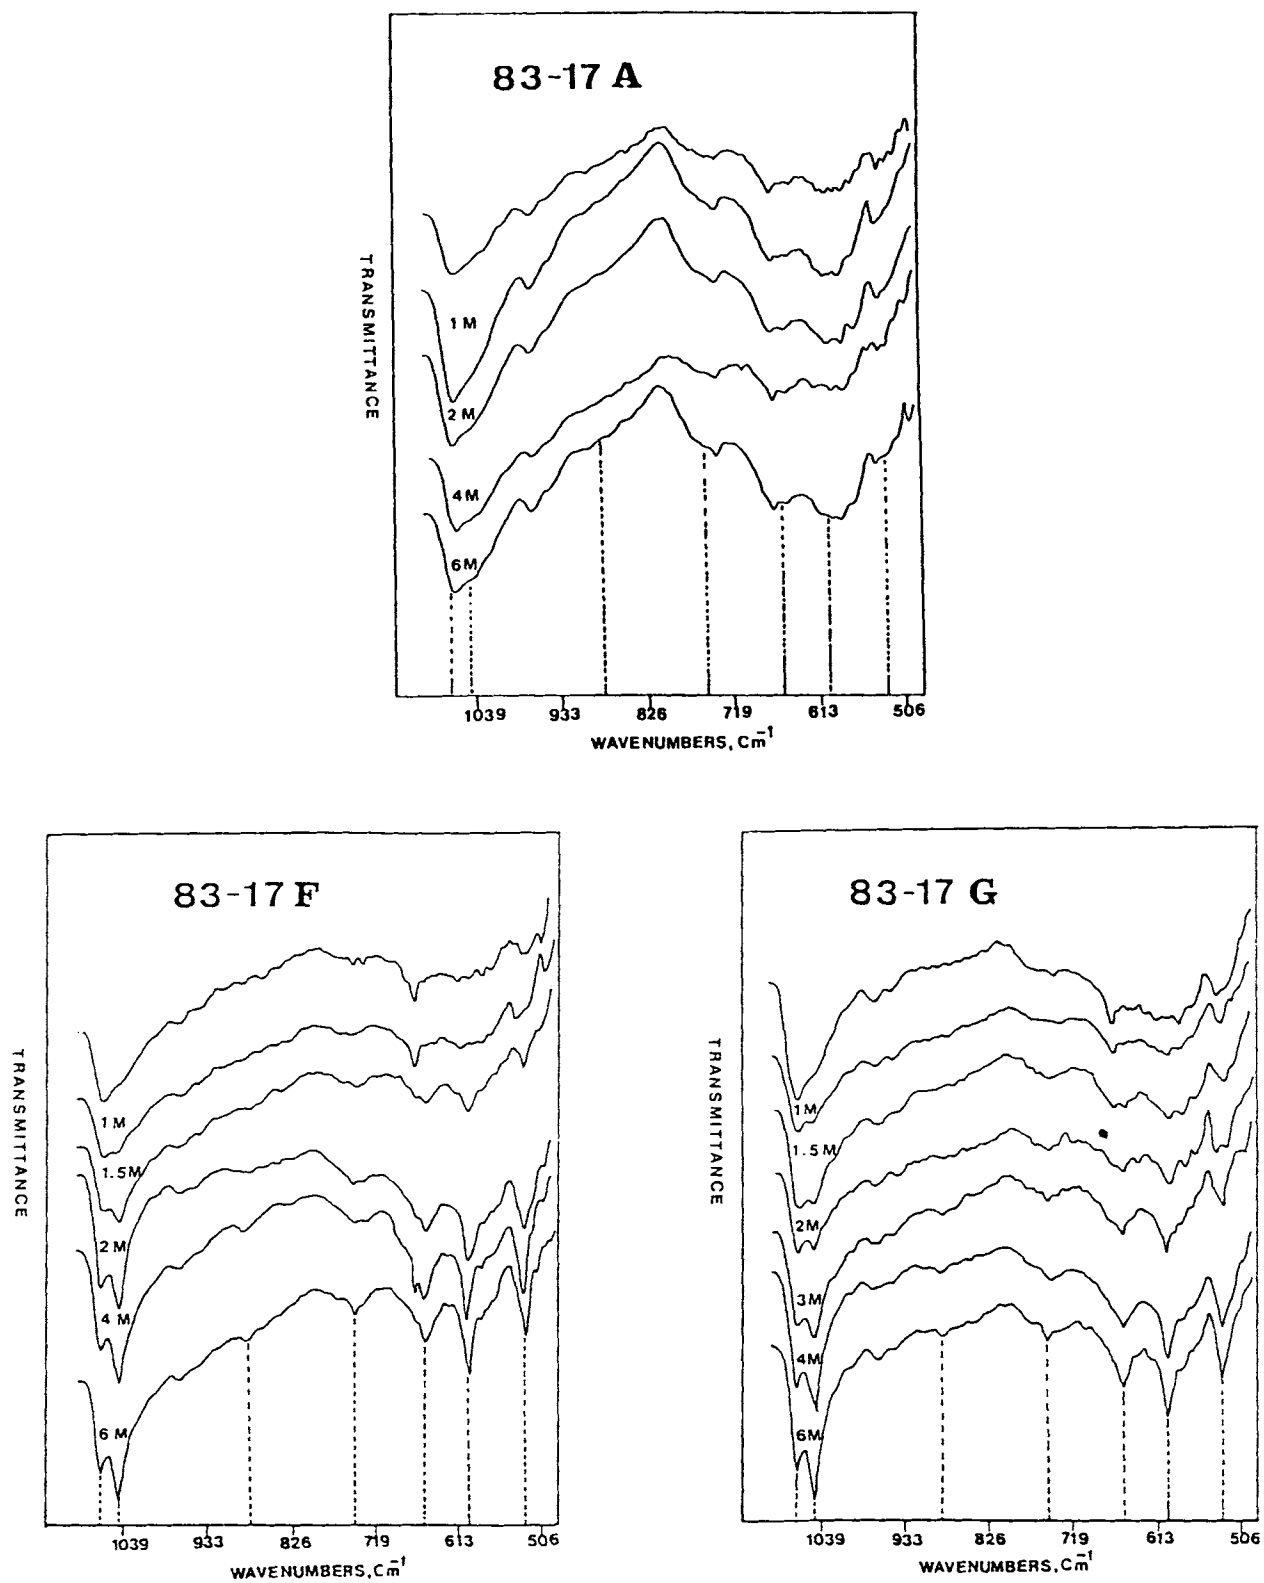 83-17 A
TRANSMITTANCE
1 M
2 M
4 M
6 M
1039 933 826 719 613 506
WAVENUMBERS, Cm-1
83-17 F
TRANSMITTANCE
1 M
1.5 M
2 M
4 M
6 M
1039 933 826 719 613 506
WAVENUMBERS, Cm-1
83-17 G
TRANSMITTANCE
1 M
1.5 M
2 M
3 M
4 M
6 M
1039 933 826 719 613 506
WAVENUMBERS, Cm-1